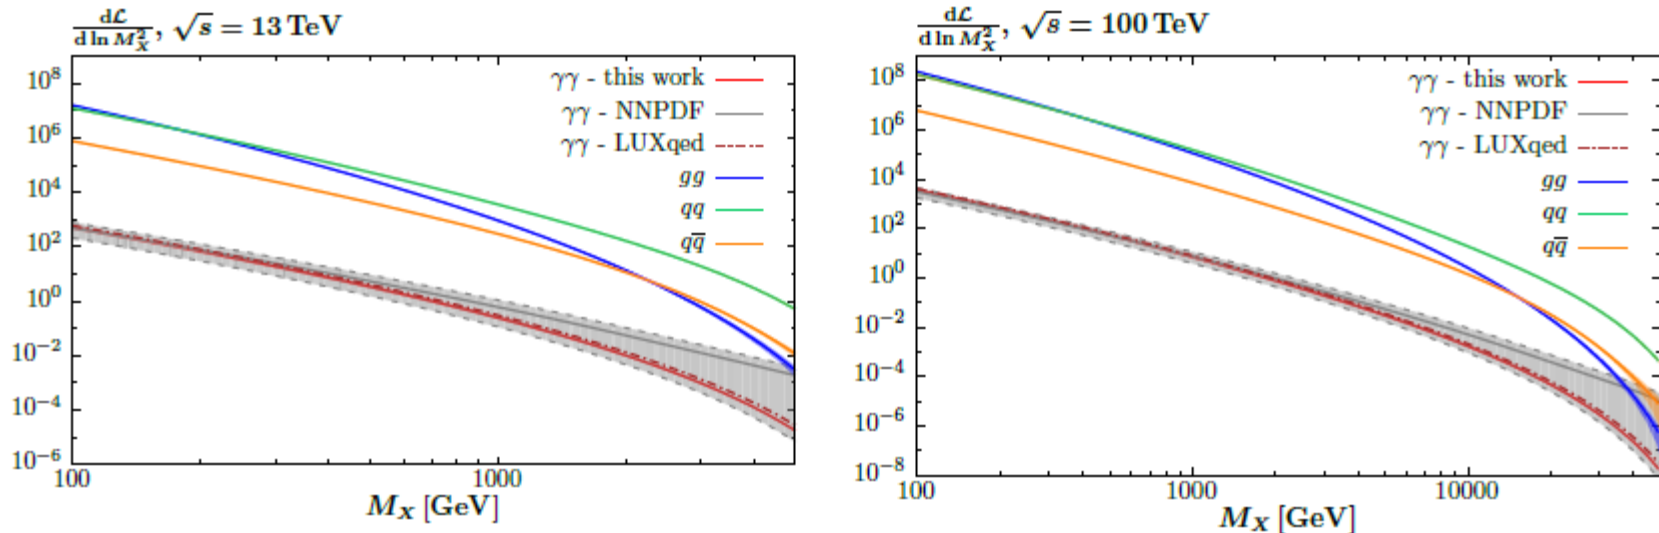 dℒ/d ln M_X^2, √s = 13 TeV
10^8
10^6
10^4
10^2
10^0
10^-2
10^-4
10^-6
γγ - this work
γγ - NNPDF
γγ - LUXqed
gg
qq
qq̅
100
1000
M_X [GeV]
dℒ/d ln M_X^2, √s = 100 TeV
10^8
10^6
10^4
10^2
10^0
10^-2
10^-4
10^-6
10^-8
γγ - this work
γγ - NNPDF
γγ - LUXqed
gg
qq
qq̅
100
1000
10000
M_X [GeV]